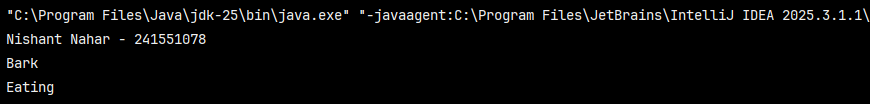 "C:\Program Files\Java\jdk-25\bin\java.exe" "-javaagent:C:\Program Files\JetBrains\IntelliJ IDEA 2025.3.1.1\
Nishant Nahar - 241551078
Bark
Eating